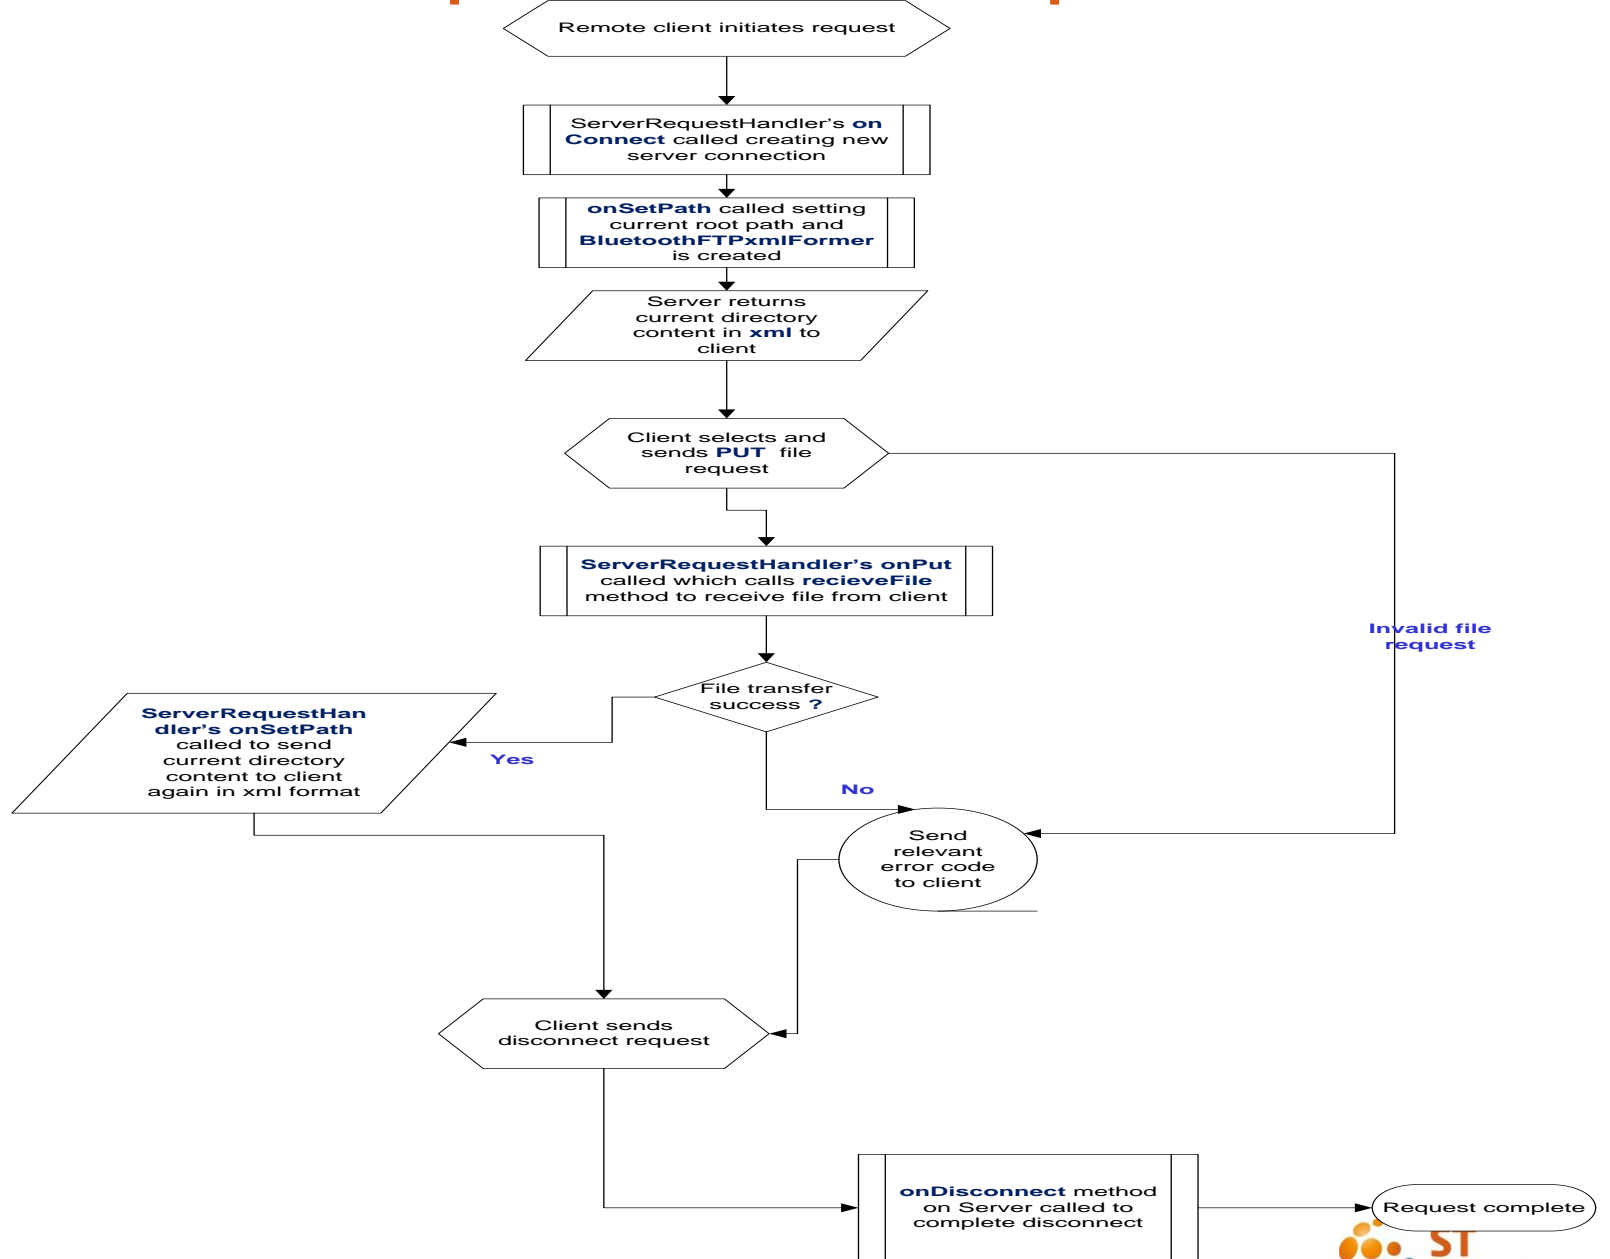 Remote client initiates request
ServerRequestHandler’s on
Connect called creating new
server connection
onSetPath called setting
current root path and
BluetoothFTPxmlFormer
is created
Server returns
current directory
content in xml to
client
Client selects and
sends PUT file
request
ServerRequestHandler’s onPut
called which calls recieveFile
method to receive file from client
Invalid file
request
File transfer
success ?
ServerRequestHan
dler’s onSetPath
called to send
current directory
content to client
again in xml format
Yes
No
Send
relevant
error code
to client
Client sends
disconnect request
onDisconnect method
on Server called to
complete disconnect
Request complete
ST